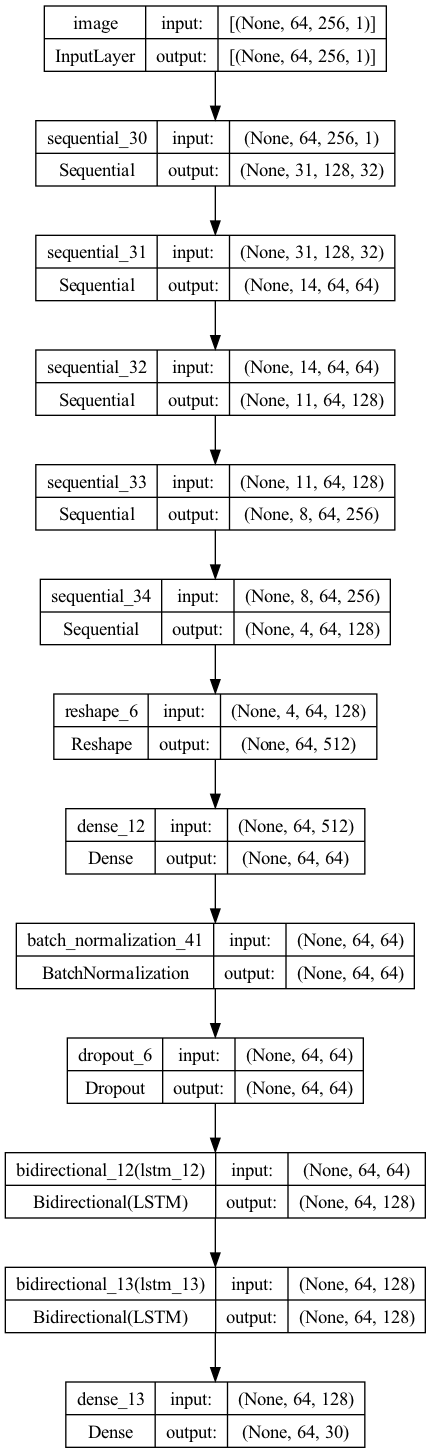 image input: [(None, 64, 256, 1)]
InputLayer output: [(None, 64, 256, 1)]
sequential_30 input: (None, 64, 256, 1)
Sequential output: (None, 31, 128, 32)
sequential_31 input: (None, 31, 128, 32)
Sequential output: (None, 14, 64, 64)
sequential_32 input: (None, 14, 64, 64)
Sequential output: (None, 11, 64, 128)
sequential_33 input: (None, 11, 64, 128)
Sequential output: (None, 8, 64, 256)
sequential_34 input: (None, 8, 64, 256)
Sequential output: (None, 4, 64, 128)
reshape_6 input: (None, 4, 64, 128)
Reshape output: (None, 64, 512)
dense_12 input: (None, 64, 512)
Dense output: (None, 64, 64)
batch_normalization_41 input: (None, 64, 64)
BatchNormalization output: (None, 64, 64)
dropout_6 input: (None, 64, 64)
Dropout output: (None, 64, 64)
bidirectional_12(lstm_12) input: (None, 64, 64)
Bidirectional(LSTM) output: (None, 64, 128)
bidirectional_13(lstm_13) input: (None, 64, 128)
Bidirectional(LSTM) output: (None, 64, 128)
dense_13 input: (None, 64, 128)
Dense output: (None, 64, 30)